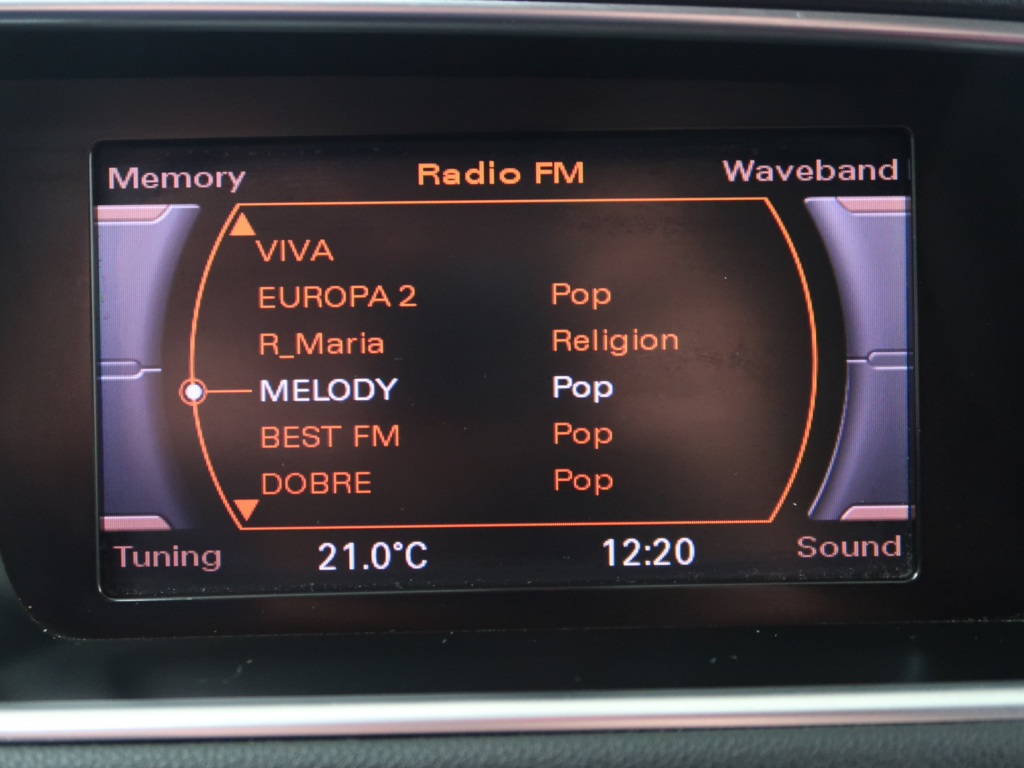 Memory Radio FM Waveband
VIVA
EUROPA 2 Pop
R_Maria Religion
MELODY Pop
BEST FM Pop
DOBRE Pop
Tuning 21.0°C 12:20 Sound